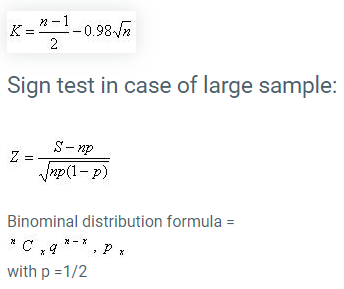 K = \frac{n-1}{2} - 0.98\sqrt{n}
Sign test in case of large sample:
Z = \frac{S-np}{\sqrt{np(1-p)}}
Binominal distribution formula =
^{n} C _{x} q ^{n-x} , p _{x}
with p =1/2